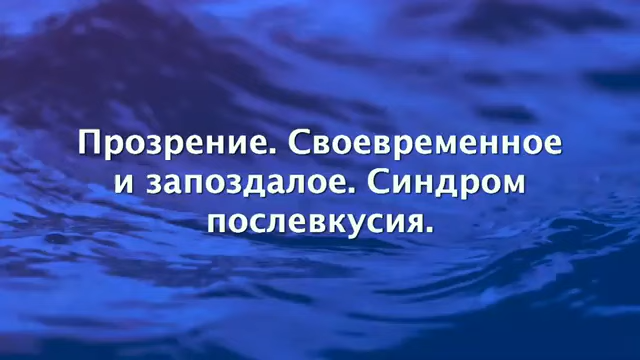 Прозрение. Своевременное
и запоздалое. Синдром
послевкусия.